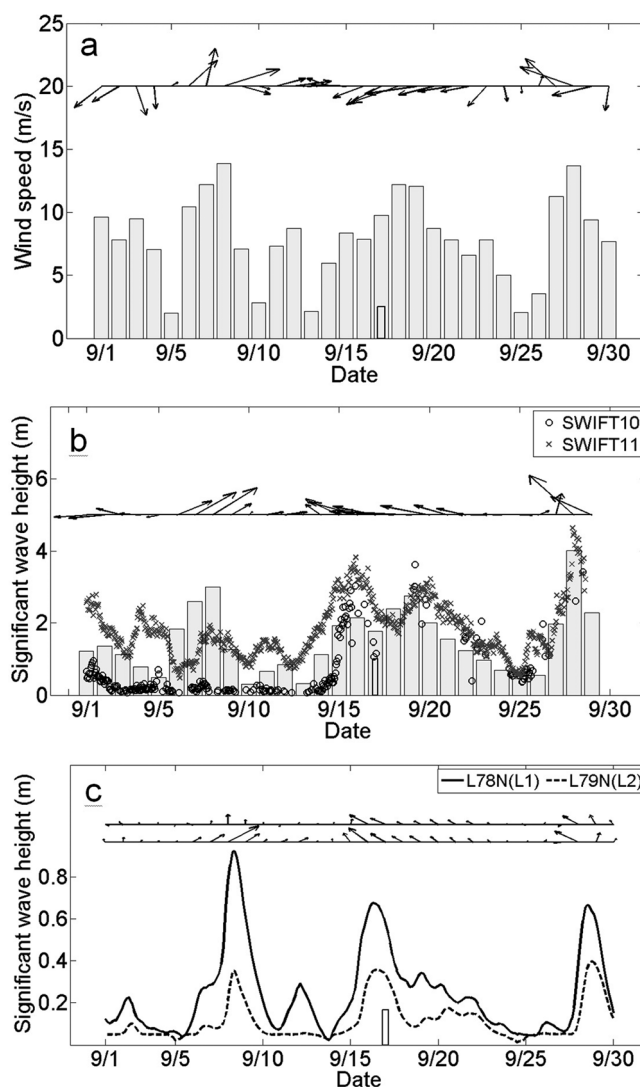 a
Wind speed (m/s)
25
20
15
10
5
0
9/1 9/5 9/10 9/15 9/20 9/25 9/30
Date
b
SWIFT10
SWIFT11
Significant wave height (m)
6
4
2
0
9/1 9/5 9/10 9/15 9/20 9/25 9/30
Date
c
L78N(L1) L79N(L2)
Significant wave height (m)
0.8
0.6
0.4
0.2
9/1 9/5 9/10 9/15 9/20 9/25 9/30
Date